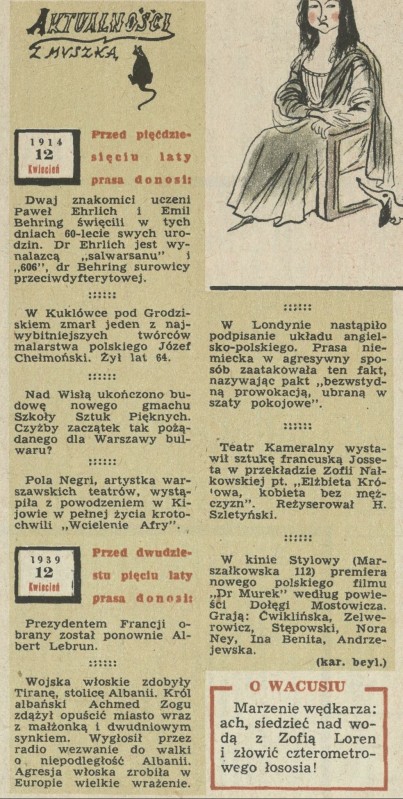 AKTUALNOŚCI
Z MUSZKĄ
1914
12
Kwiecień
Przed pięćdzie-
sięciu laty
prasa donosi:
Dwaj znakomici uczeni
Paweł Ehrlich i Emil
Behring święcili w tych
dniach 60-lecie swych uro-
dzin. Dr Ehrlich jest wy-
nalazcą „salwarsanu" i
„606", dr Behring surowicy
przeciwdyfterytowej.
::::::
W Kuklówce pod Grodzi-
skiem zmarł jeden z naj-
wybitniejszych twórców
malarstwa polskiego Józef
Chełmoński. Żył lat 64.
::::::
Nad Wisłą ukończono bu-
dowę nowego gmachu
Szkoły Sztuk Pięknych.
Czyżby zaczątek tak pożą-
danego dla Warszawy bul-
waru?
::::::
Pola Negri, artystka war-
szawskich teatrów, wystą-
piła z powodzeniem w Ki-
jowie w pełnej życia kroto-
chwili „Wcielenie Afry".
1939
12
Kwiecień
Przed dwudzie-
stu pięciu laty
prasa donosi:
Prezydentem Francji o-
brany został ponownie Al-
bert Lebrun.
::::::
Wojska włoskie zdobyły
Tiranę, stolicę Albanii. Król
albański Achmed Zogu
zdążył opuścić miasto wraz
z małżonką i dwudniowym
synkiem. Wygłosił przez
radio wezwanie do walki
o niepodległość Albanii.
Agresja włoska zrobiła w
Europie wielkie wrażenie.
::::::
W Londynie nastąpiło
podpisanie układu angiel-
sko-polskiego. Prasa nie-
miecka w agresywny spo-
sób zaatakowała ten fakt,
nazywając pakt „bezwstyd-
ną prowokacją, ubraną w
szaty pokojowe".
::::::
Teatr Kameralny wysta-
wił sztukę francuską Josse-
ta w przekładzie Zofii Nał-
kowskiej pt. „Elżbieta Kró-
lowa, kobieta bez męż-
czyzn". Reżyserował H.
Szletyński.
::::::
W kinie Stylowy (Mar-
szałkowska 112) premiera
nowego polskiego filmu
„Dr Murek" według powie-
ści Dołęgi Mostowicza.
Grają: Ćwiklińska, Zelwe-
rowicz, Stępowski, Nora
Ney, Ina Benita, Andrze-
jewska.
(kar. beyl.)
O WACUSIU
Marzenie wędkarza:
ach, siedzieć nad wo-
dą z Zofią Loren
i złowić czterometro-
wego łososia!